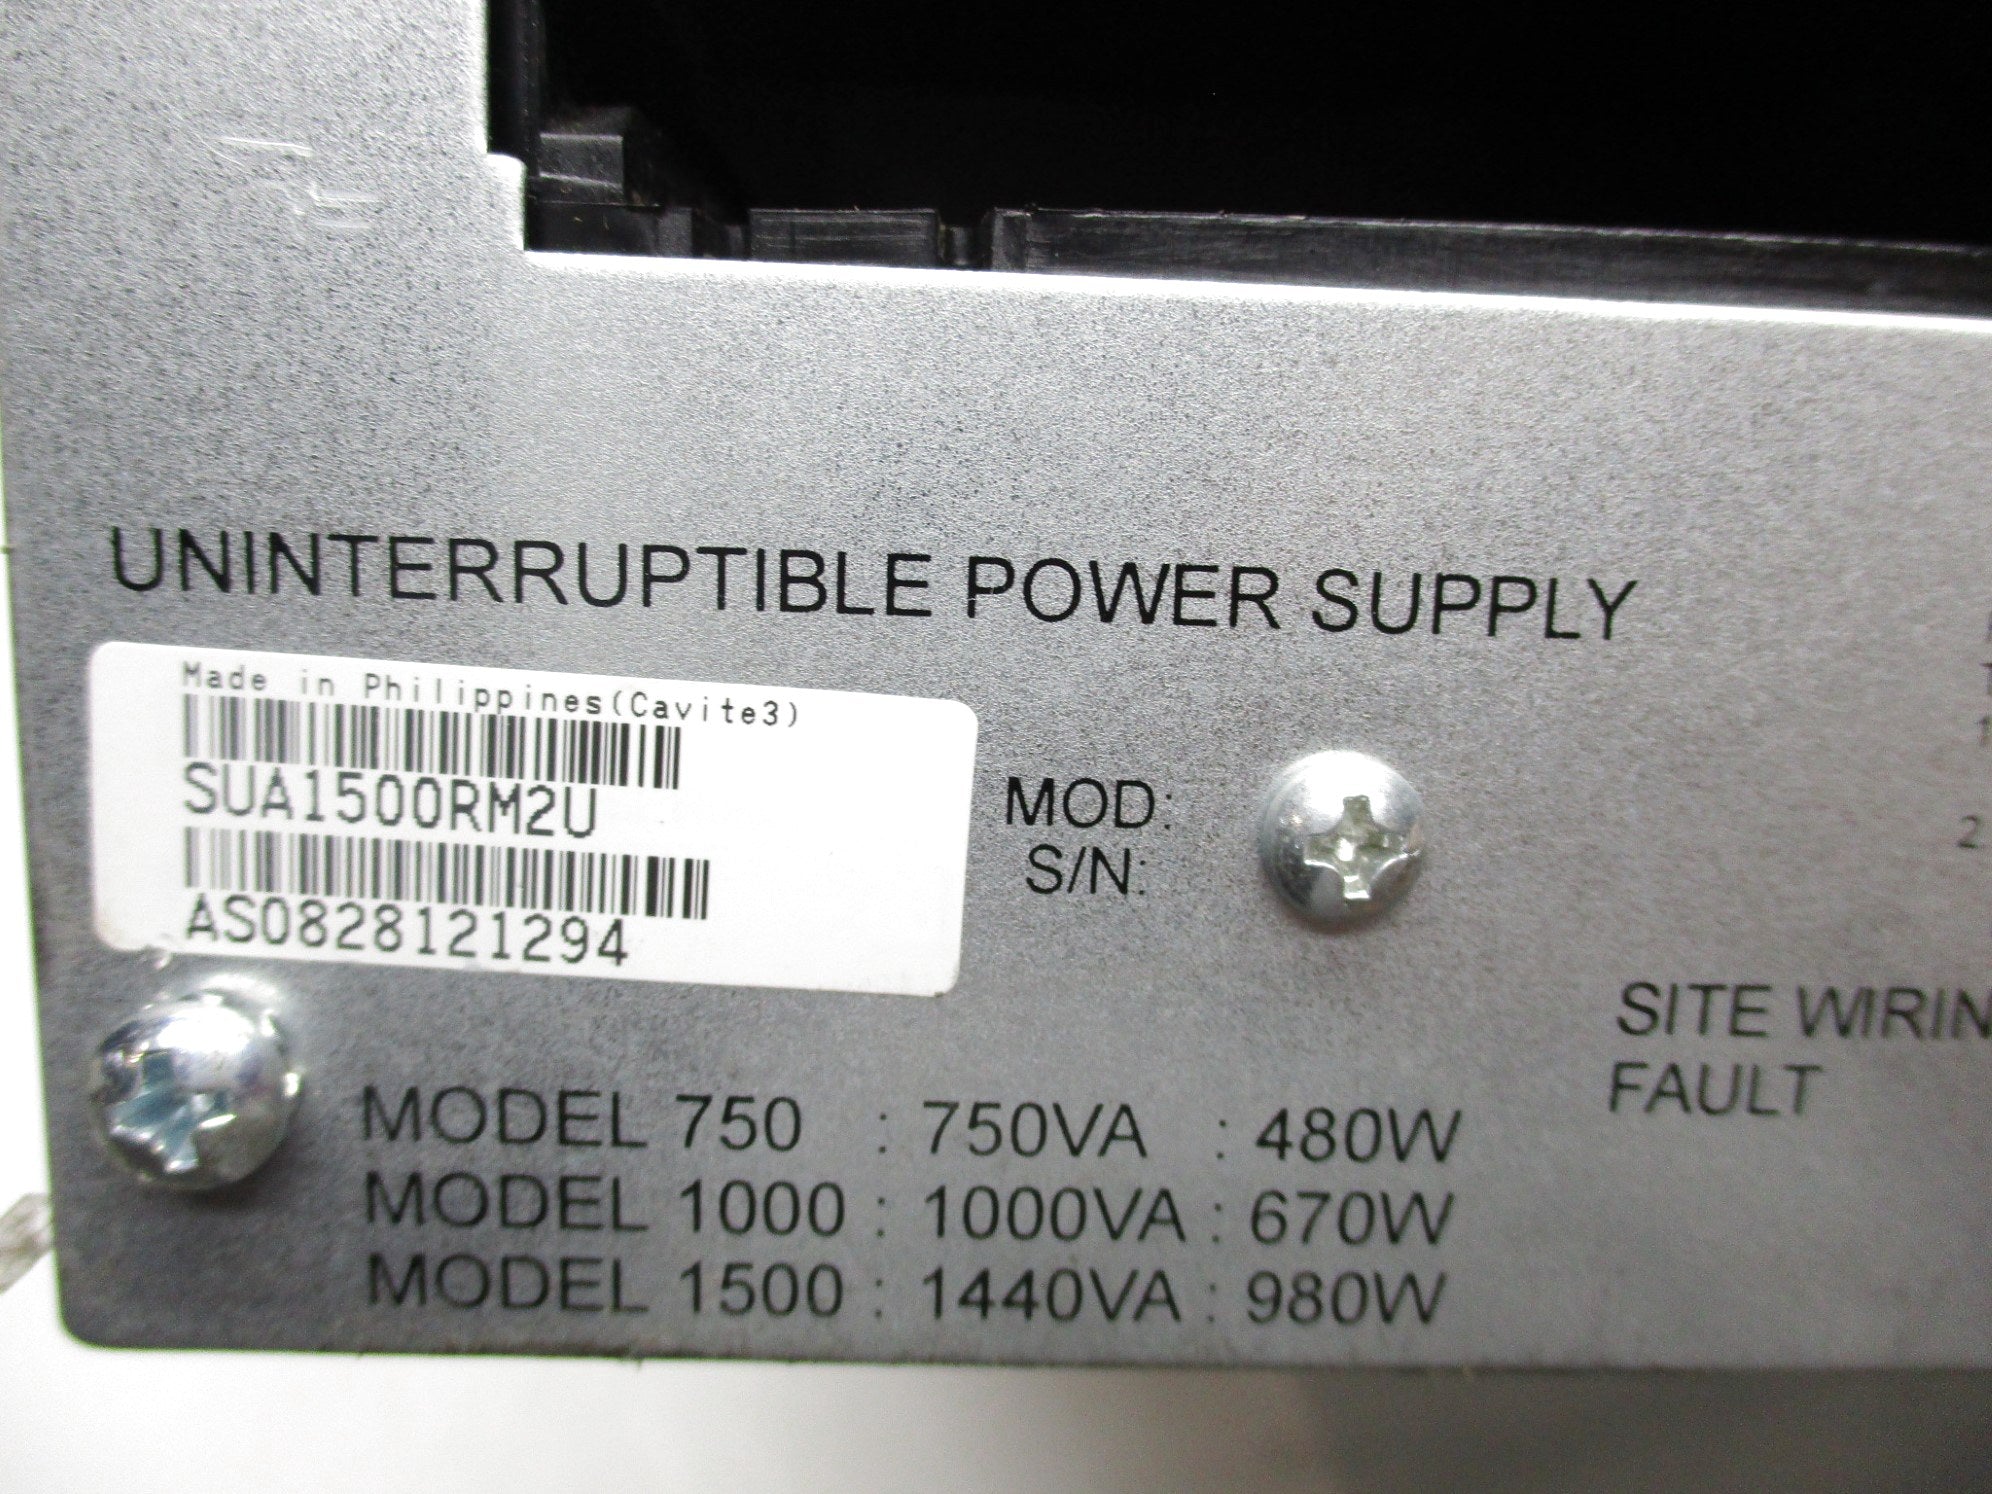 UNINTERRUPTIBLE POWER SUPPLY
Made in Philippines(Cavite3)
SUA1500RM2U
AS0828121294
MOD:
S/N:
2
SITE WIRIN
FAULT
MODEL 750 : 750VA : 480W
MODEL 1000 : 1000VA : 670W
MODEL 1500 : 1440VA : 980W